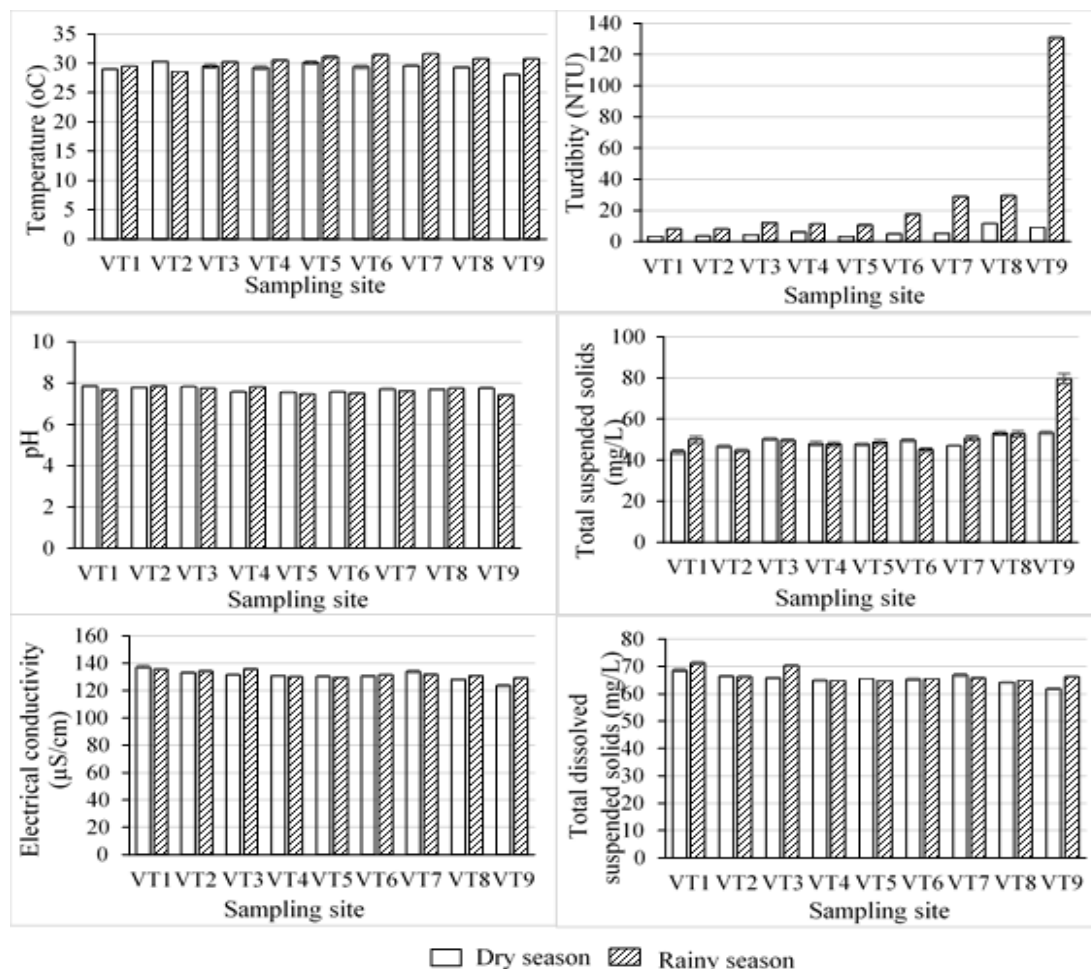 Temperature (oC)
35
30
25
20
15
10
5
0
VT1 VT2 VT3 VT4 VT5 VT6 VT7 VT8 VT9
Sampling site
Turdibity (NTU)
140
120
100
80
60
40
20
0
VT1 VT2 VT3 VT4 VT5 VT6 VT7 VT8 VT9
Sampling site
pH
10
8
6
4
2
0
VT1 VT2 VT3 VT4 VT5 VT6 VT7 VT8 VT9
Sampling site
Total suspended solids
(mg/L)
100
80
60
40
20
0
VT1 VT2 VT3 VT4 VT5 VT6 VT7 VT8 VT9
Sampling site
Electrical conductivity
(µS/cm)
160
140
120
100
80
60
40
20
0
VT1 VT2 VT3 VT4 VT5 VT6 VT7 VT8 VT9
Sampling site
Total dissolved
suspended solids (mg/L)
80
70
60
50
40
30
20
10
0
VT1 VT2 VT3 VT4 VT5 VT6 VT7 VT8 VT9
Sampling site
Dry season Rainy season